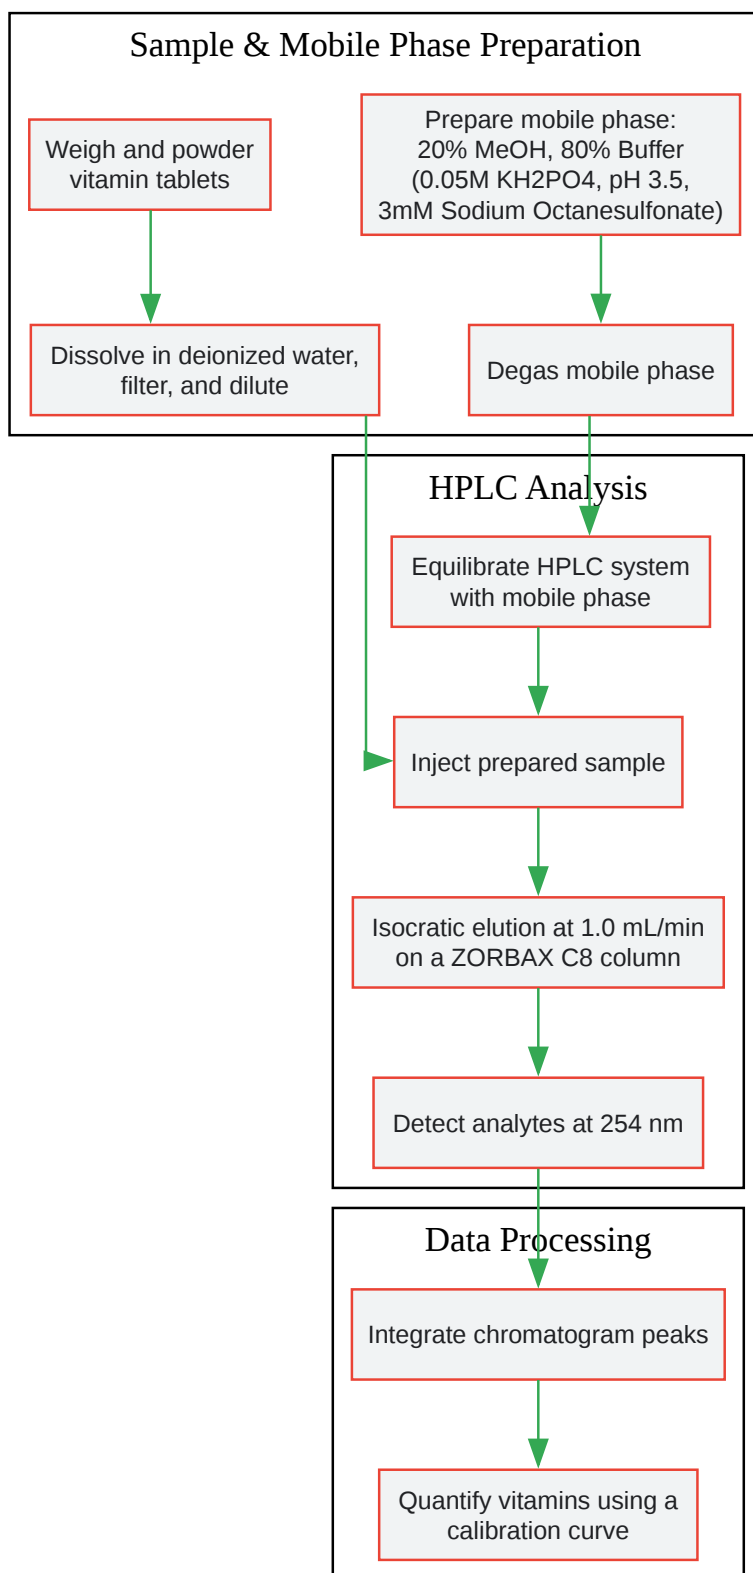 Sample & Mobile Phase Preparation
Weigh and powder
vitamin tablets
Prepare mobile phase:
20% MeOH, 80% Buffer
(0.05M KH2PO4, pH 3.5,
3mM Sodium Octanesulfonate)
Dissolve in deionized water,
filter, and dilute
Degas mobile phase
HPLC Analysis
Equilibrate HPLC system
with mobile phase
Inject prepared sample
Isocratic elution at 1.0 mL/min
on a ZORBAX C8 column
Detect analytes at 254 nm
Data Processing
Integrate chromatogram peaks
Quantify vitamins using a
calibration curve